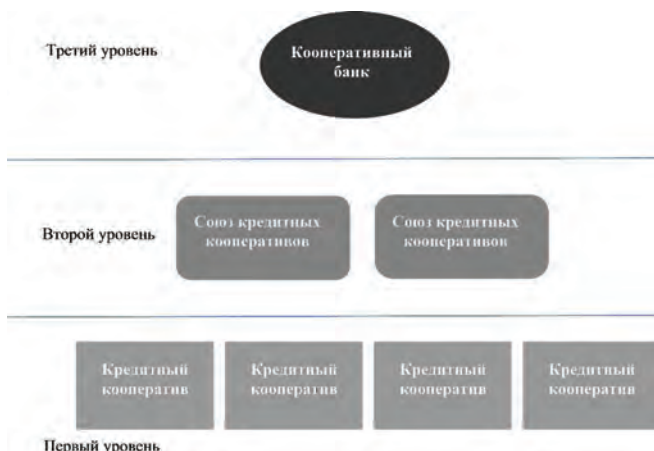 Третий уровень
Кооперативный
банк
Второй уровень
Союз кредитных
кооперативов
Союз кредитных
кооперативов
Кредитный
кооператив
Кредитный
кооператив
Кредитный
кооператив
Кредитный
кооператив
Первый уровень